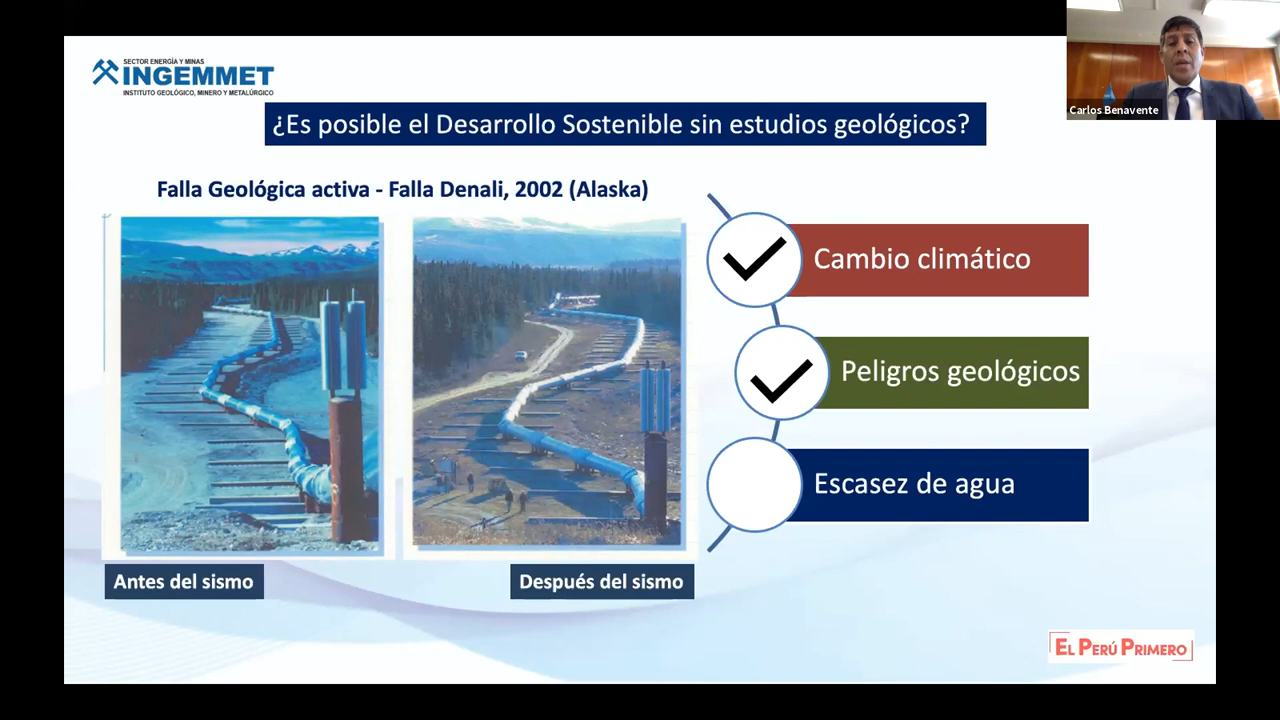 SECTOR ENERGÍA Y MINAS
INGEMMET
INSTITUTO GEOLÓGICO, MINERO Y METALÚRGICO
Carlos Benavente
¿Es posible el Desarrollo Sostenible sin estudios geológicos?
Falla Geológica activa - Falla Denali, 2002 (Alaska)
Cambio climático
Peligros geológicos
Escasez de agua
Antes del sismo
Después del sismo
EL PERÚ PRIMERO